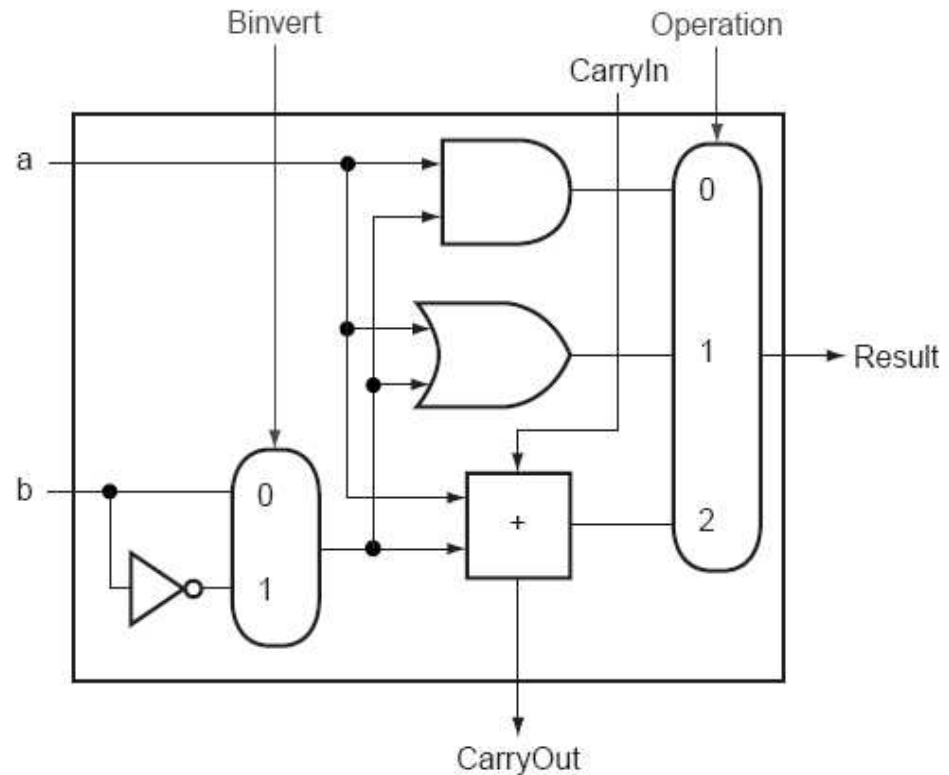 Binvert
Operation
CarryIn
a
0
1
Result
b
0
2
+
1
CarryOut